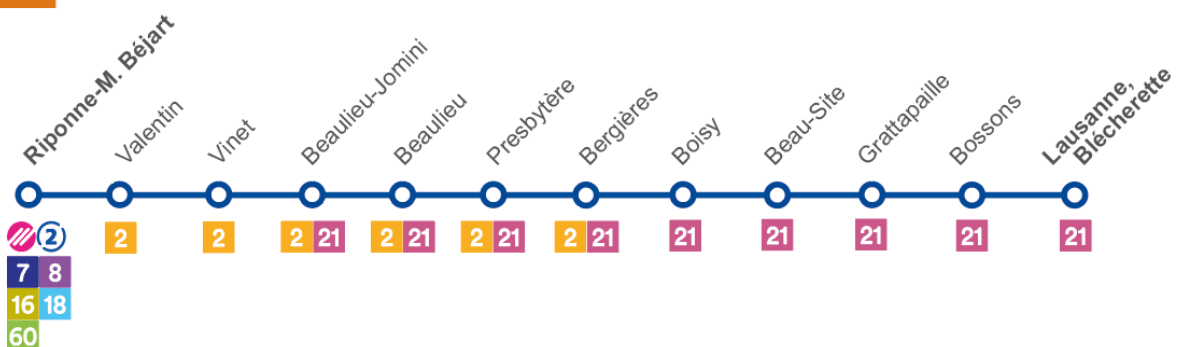 Riponne-M. Béjart
Valentin
Vinet
Beaulieu-Jomini
Beaulieu
Presbytère
Bergières
Boisy
Beau-Site
Grattapaille
Bossons
Lausanne,
Blécherette
2
2
2
2 21
2 21
2 21
2 21
21
21
21
21
21
7 8
16 18
60